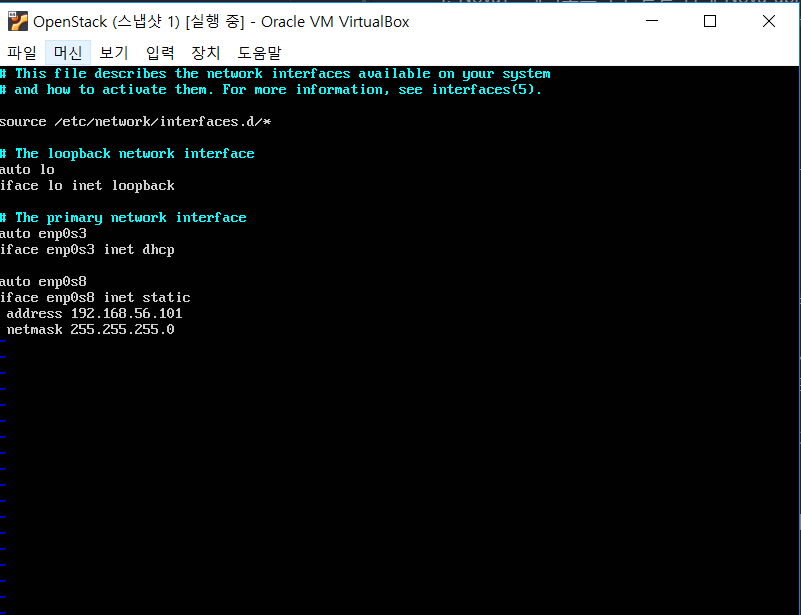 OpenStack (스냅샷 1) [실행 중] - Oracle VM VirtualBox
파일 머신 보기 입력 장치 도움말
# This file describes the network interfaces available on your system
# and how to activate them. For more information, see interfaces(5).
source /etc/network/interfaces.d/*
# The loopback network interface
auto lo
iface lo inet loopback
# The primary network interface
auto enp0s3
iface enp0s3 inet dhcp
auto enp0s8
iface enp0s8 inet static
address 192.168.56.101
netmask 255.255.255.0